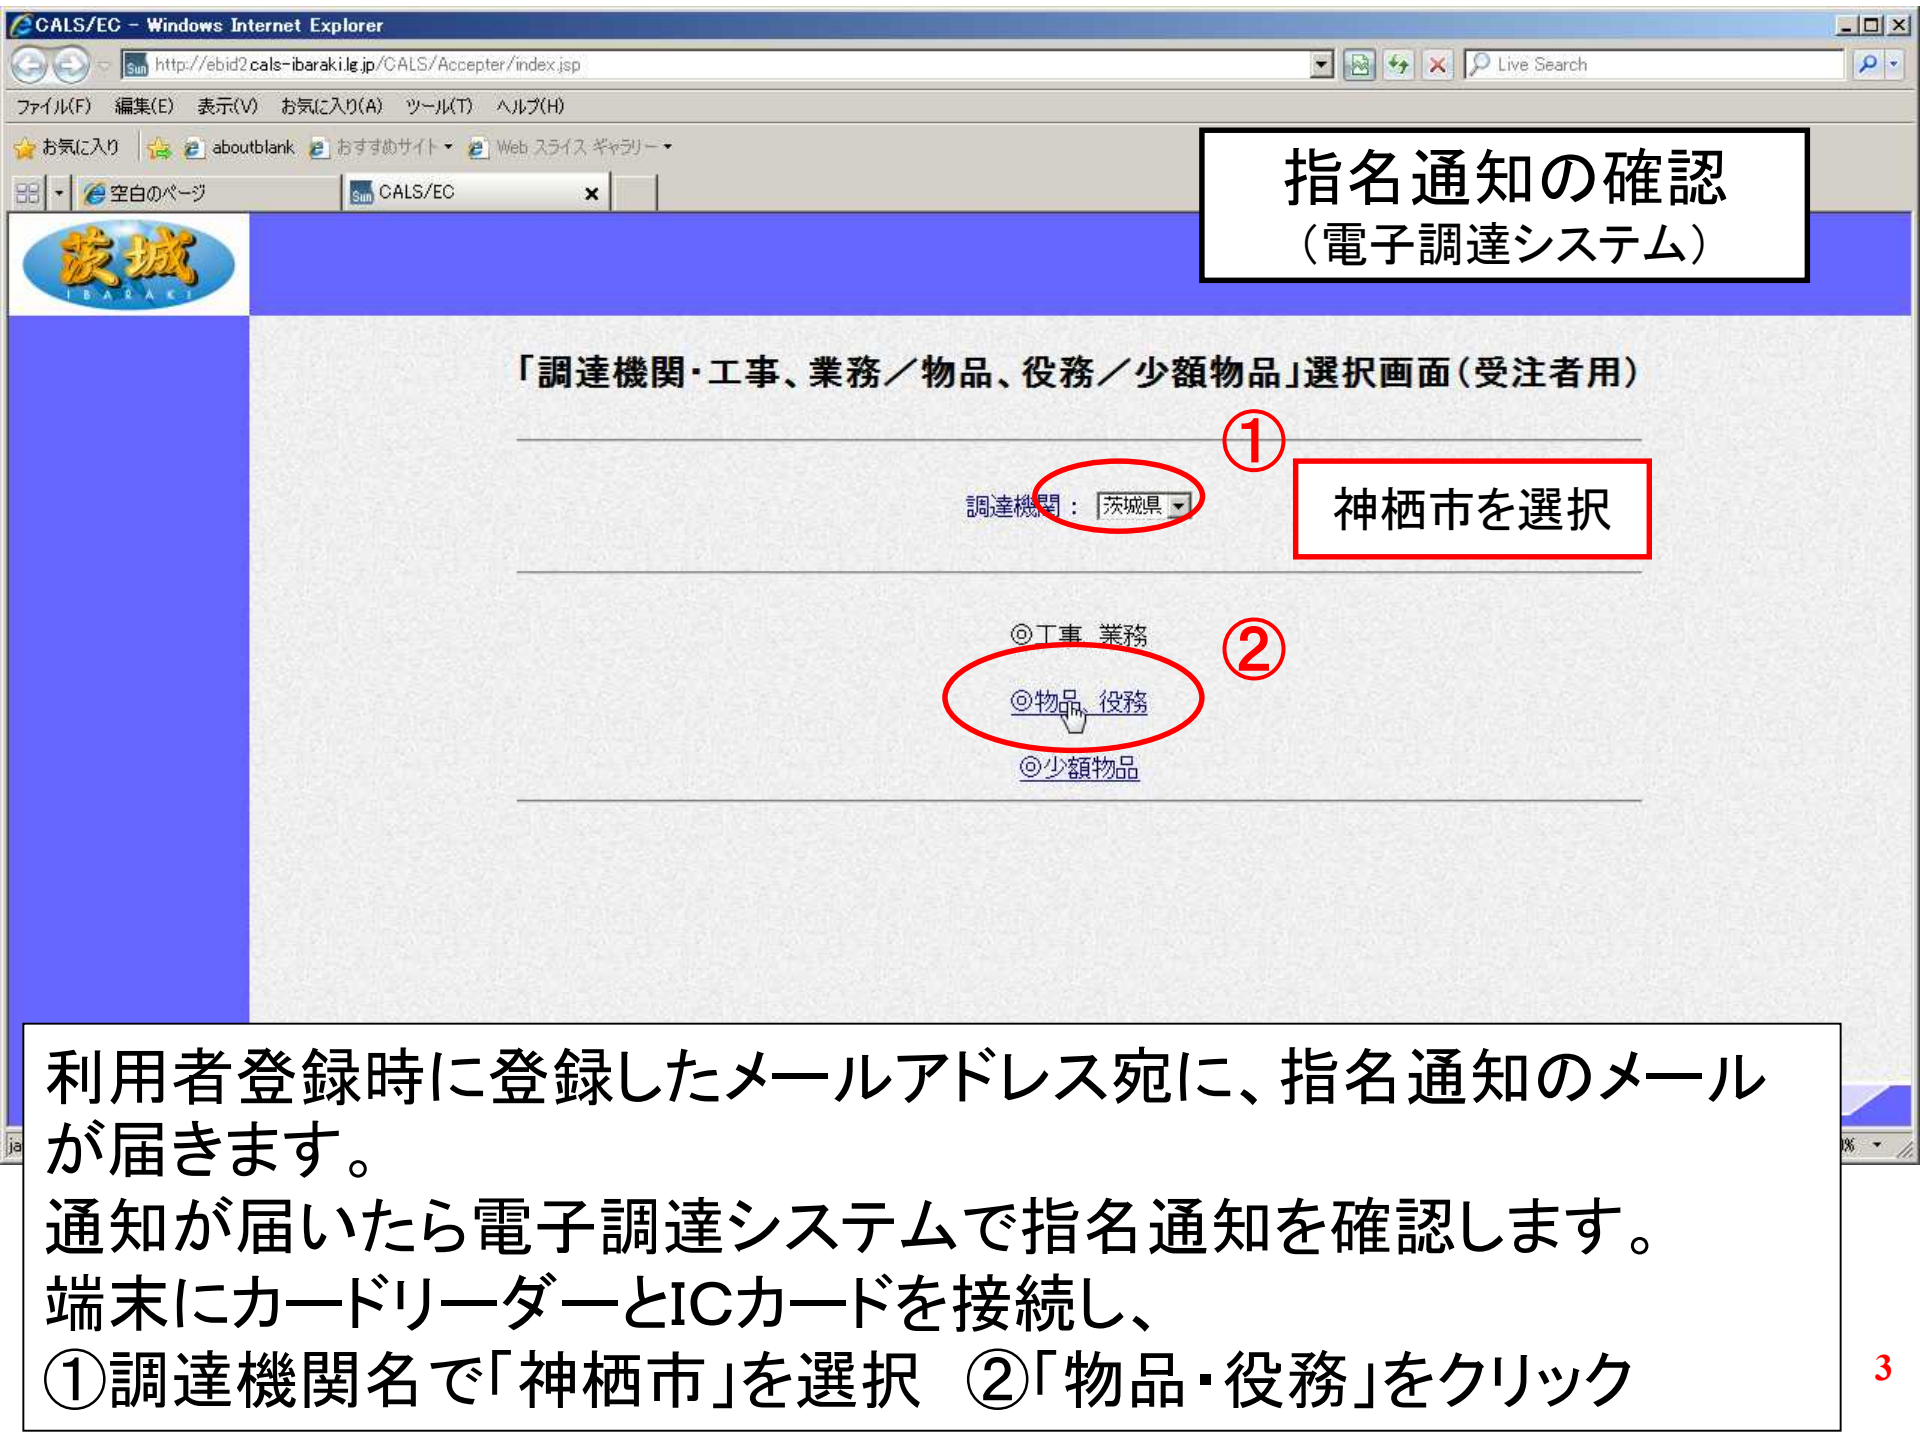 CALS/EC - Windows Internet Explorer
http://ebid2.cals-ibaraki.lg.jp/CALS/Accepter/index.jsp
Live Search
ファイル(F) 編集(E) 表示(V) お気に入り(A) ツール(T) ヘルプ(H)
お気に入り aboutblank おすすめサイト Web スライス ギャラリー
空白のページ
Sun CALS/EC
指名通知の確認
(電子調達システム)
茨城
IBARAKI
「調達機関・工事、業務/物品、役務/少額物品」選択画面(受注者用)
①
調達機関: 茨城県
神栖市を選択
◎工事、業務
②
◎物品、役務
◎少額物品
利用者登録時に登録したメールアドレス宛に、指名通知のメール
が届きます。
通知が届いたら電子調達システムで指名通知を確認します。
端末にカードリーダーとICカードを接続し、
①調達機関名で「神栖市」を選択 ②「物品・役務」をクリック
3